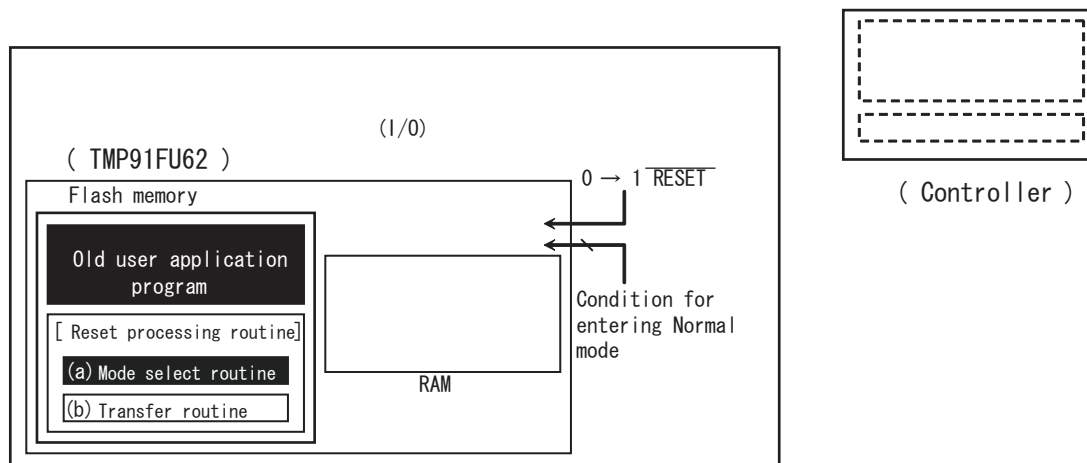 (I/O)
( TMP91FU62 )
Flash memory
Old user application
program
[ Reset processing routine]
(a) Mode select routine
(b) Transfer routine
RAM
0 → 1 RESET
Condition for
entering Normal
mode
( Controller )